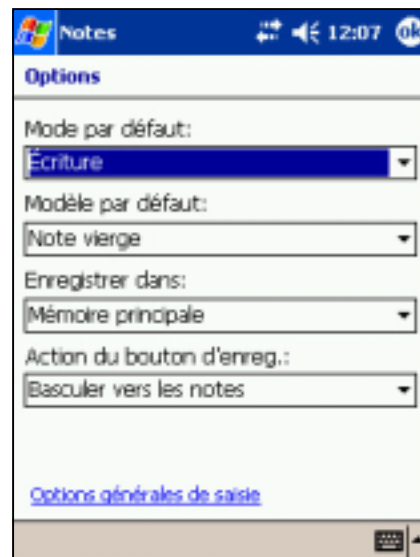 Notes 12:07 ok
Options
Mode par défaut:
Écriture
Modèle par défaut:
Note vierge
Enregistrer dans:
Mémoire principale
Action du bouton d'enreg.:
Basculer vers les notes
Options générales de saisie